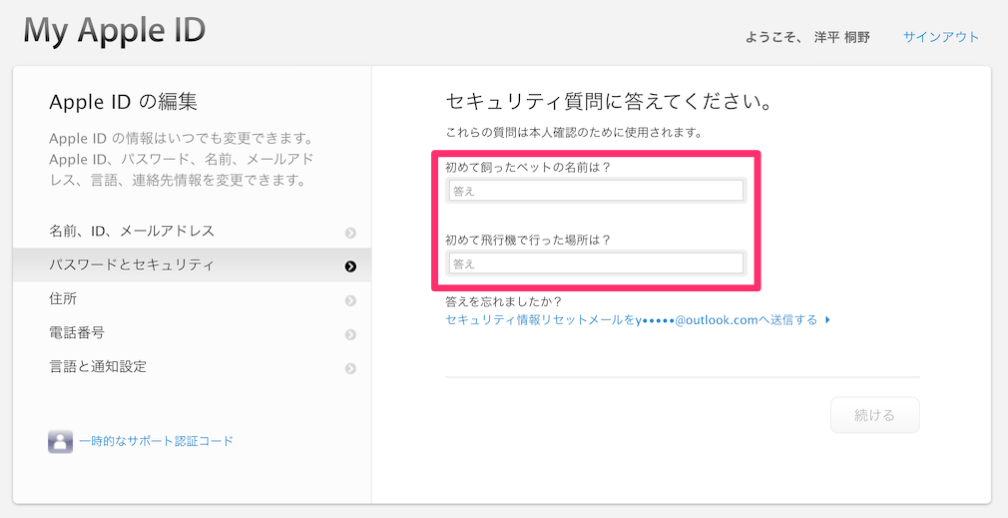 My Apple ID
ようこそ、 洋平 桐野
サインアウト
Apple ID の編集
Apple ID の情報はいつでも変更できます。
Apple ID、パスワード、名前、メールアド
レス、言語、連絡先情報を変更できます。
名前、ID、メールアドレス
パスワードとセキュリティ
住所
電話番号
言語と通知設定
一時的なサポート認証コード
セキュリティ質問に答えてください。
これらの質問は本人確認のために使用されます。
初めて飼ったペットの名前は？
答え
初めて飛行機で行った場所は？
答え
答えを忘れましたか？
セキュリティ情報リセットメールをy•••••@outlook.comへ送信する
続ける